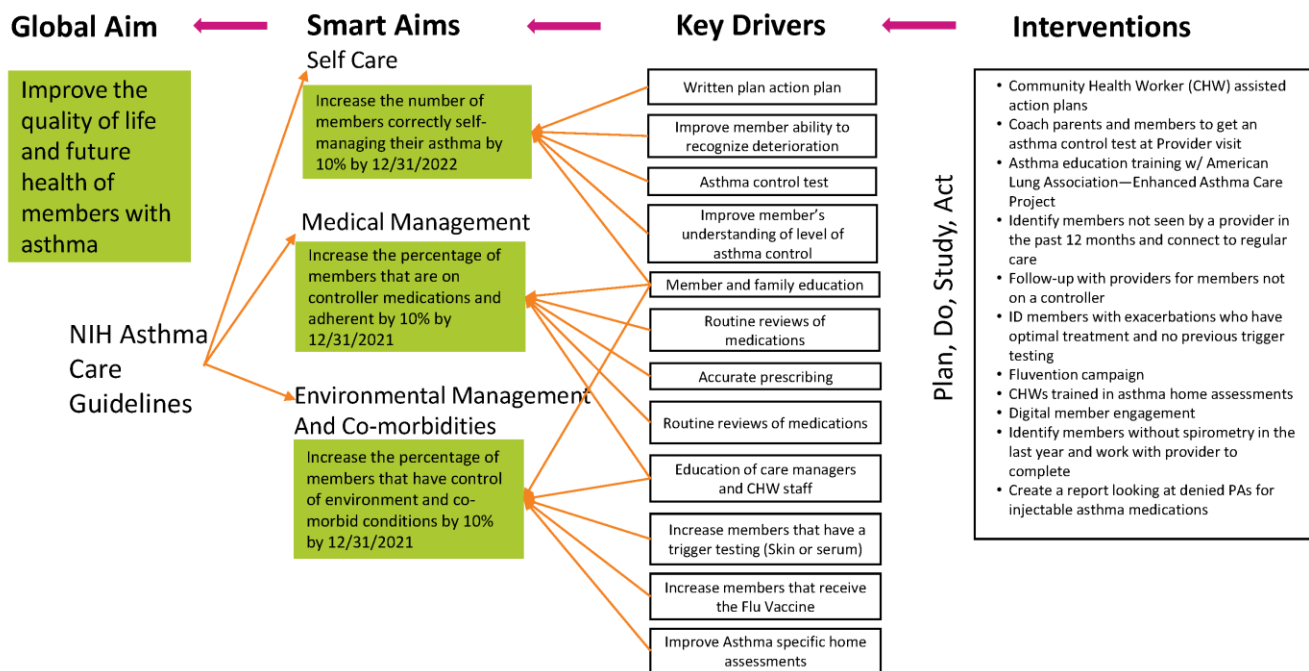 Global Aim
Smart Aims
Key Drivers
Interventions
Improve the
quality of life
and future
health of
members with
asthma
NIH Asthma
Care
Guidelines
Self Care
Increase the number of
members correctly self-
managing their asthma by
10% by 12/31/2022
Medical Management
Increase the percentage of
members that are on
controller medications and
adherent by 10% by
12/31/2021
Environmental Management
And Co-morbidities
Increase the percentage of
members that have control
of environment and co-
morbid conditions by 10%
by 12/31/2021
Written plan action plan
Improve member ability to
recognize deterioration
Asthma control test
Improve member's
understanding of level of
asthma control
Member and family education
Routine reviews of
medications
Accurate prescribing
Routine reviews of medications
Education of care managers
and CHW staff
Increase members that have a
trigger testing (Skin or serum)
Increase members that receive
the Flu Vaccine
Improve Asthma specific home
assessments
Plan, Do, Study, Act
• Community Health Worker (CHW) assisted
action plans
• Coach parents and members to get an
asthma control test at Provider visit
• Asthma education training w/ American
Lung Association—Enhanced Asthma Care
Project
• Identify members not seen by a provider in
the past 12 months and connect to regular
care
• Follow-up with providers for members not
on a controller
• ID members with exacerbations who have
optimal treatment and no previous trigger
testing
• Fluvention campaign
• CHWs trained in asthma home assessments
• Digital member engagement
• Identify members without spirometry in the
last year and work with provider to
complete
• Create a report looking at denied PAs for
injectable asthma medications